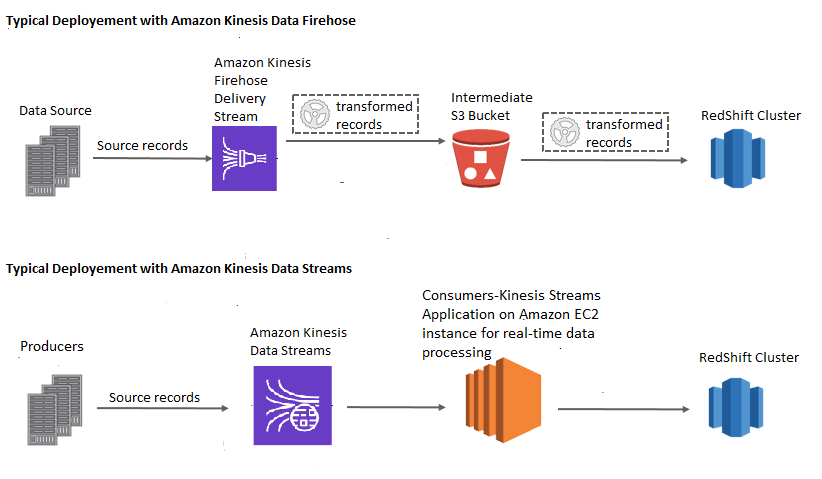 Typical Deployement with Amazon Kinesis Data Firehose
Amazon Kinesis
Firehose
Delivery
Stream
Data Source
Source records
transformed
records
Intermediate
S3 Bucket
transformed
records
RedShift Cluster
Typical Deployement with Amazon Kinesis Data Streams
Consumers-Kinesis Streams
Application on Amazon EC2
instance for real-time data
processing
Amazon Kinesis
Data Streams
Producers
Source records
RedShift Cluster